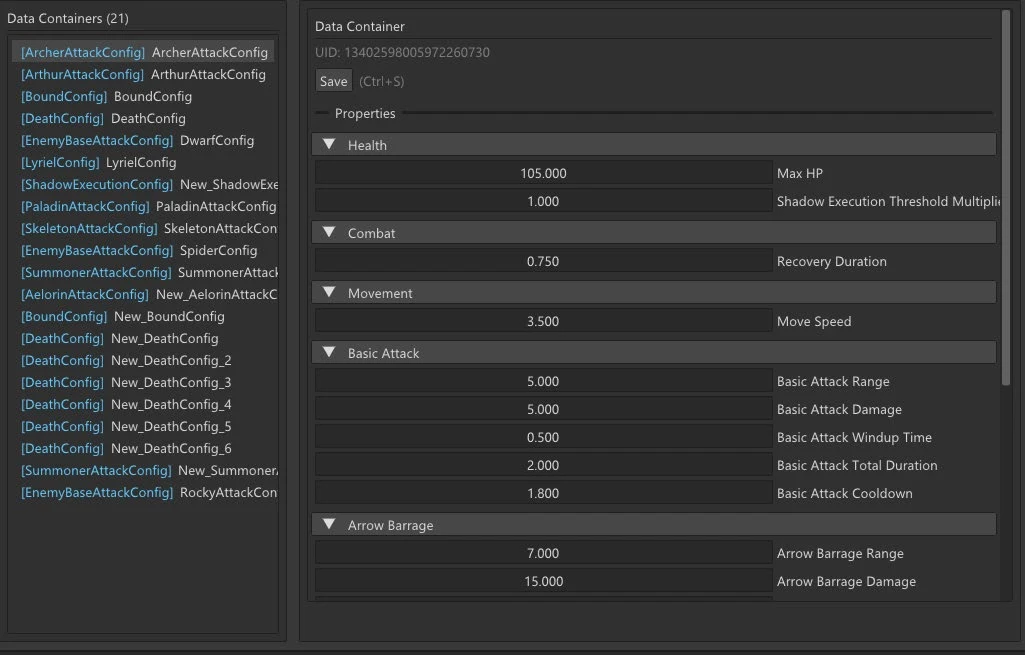 Data Containers (21)
[ArcherAttackConfig] ArcherAttackConfig
[ArthurAttackConfig] ArthurAttackConfig
[BoundConfig] BoundConfig
[DeathConfig] DeathConfig
[EnemyBaseAttackConfig] DwarfConfig
[LyrielConfig] LyrielConfig
[ShadowExecutionConfig] New_ShadowExe
[PaladinAttackConfig] PaladinAttackConfig
[SkeletonAttackConfig] SkeletonAttackCon
[EnemyBaseAttackConfig] SpiderConfig
[SummonerAttackConfig] SummonerAttack
[AelorinAttackConfig] New_AelorinAttackC
[BoundConfig] New_BoundConfig
[DeathConfig] New_DeathConfig
[DeathConfig] New_DeathConfig_2
[DeathConfig] New_DeathConfig_3
[DeathConfig] New_DeathConfig_4
[DeathConfig] New_DeathConfig_5
[DeathConfig] New_DeathConfig_6
[SummonerAttackConfig] New_Summoner
[EnemyBaseAttackConfig] RockyAttackCon
Data Container
UID: 13402598005972260730
Save (Ctrl+S)
Properties
Health
105.000 Max HP
1.000 Shadow Execution Threshold Multiplie
Combat
0.750 Recovery Duration
Movement
3.500 Move Speed
Basic Attack
5.000 Basic Attack Range
5.000 Basic Attack Damage
0.500 Basic Attack Windup Time
2.000 Basic Attack Total Duration
1.800 Basic Attack Cooldown
Arrow Barrage
7.000 Arrow Barrage Range
15.000 Arrow Barrage Damage